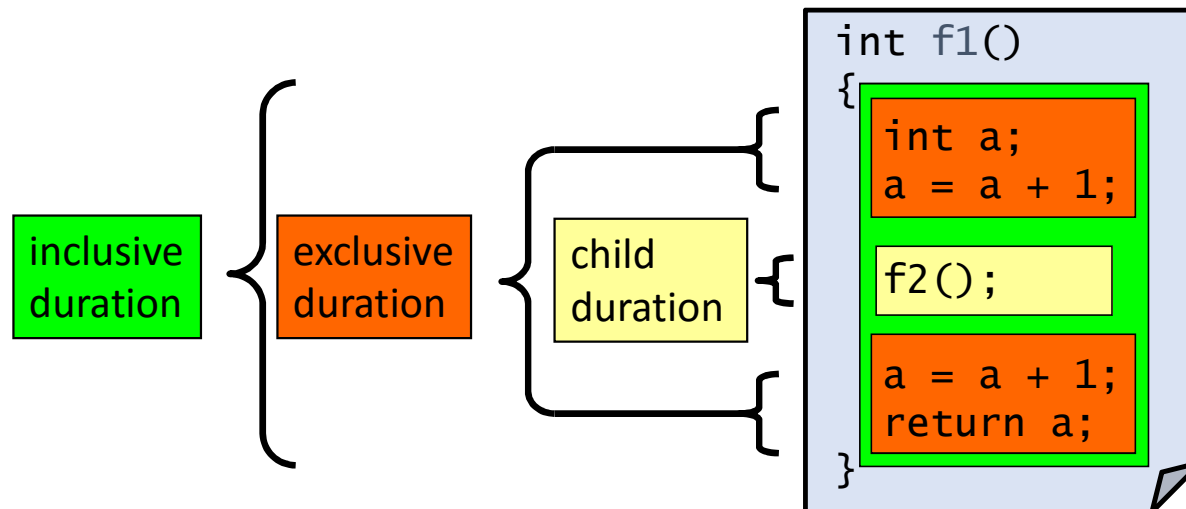 inclusive
duration
exclusive
duration
child
duration
int f1()
{
int a;
a = a + 1;
f2();
a = a + 1;
return a;
}